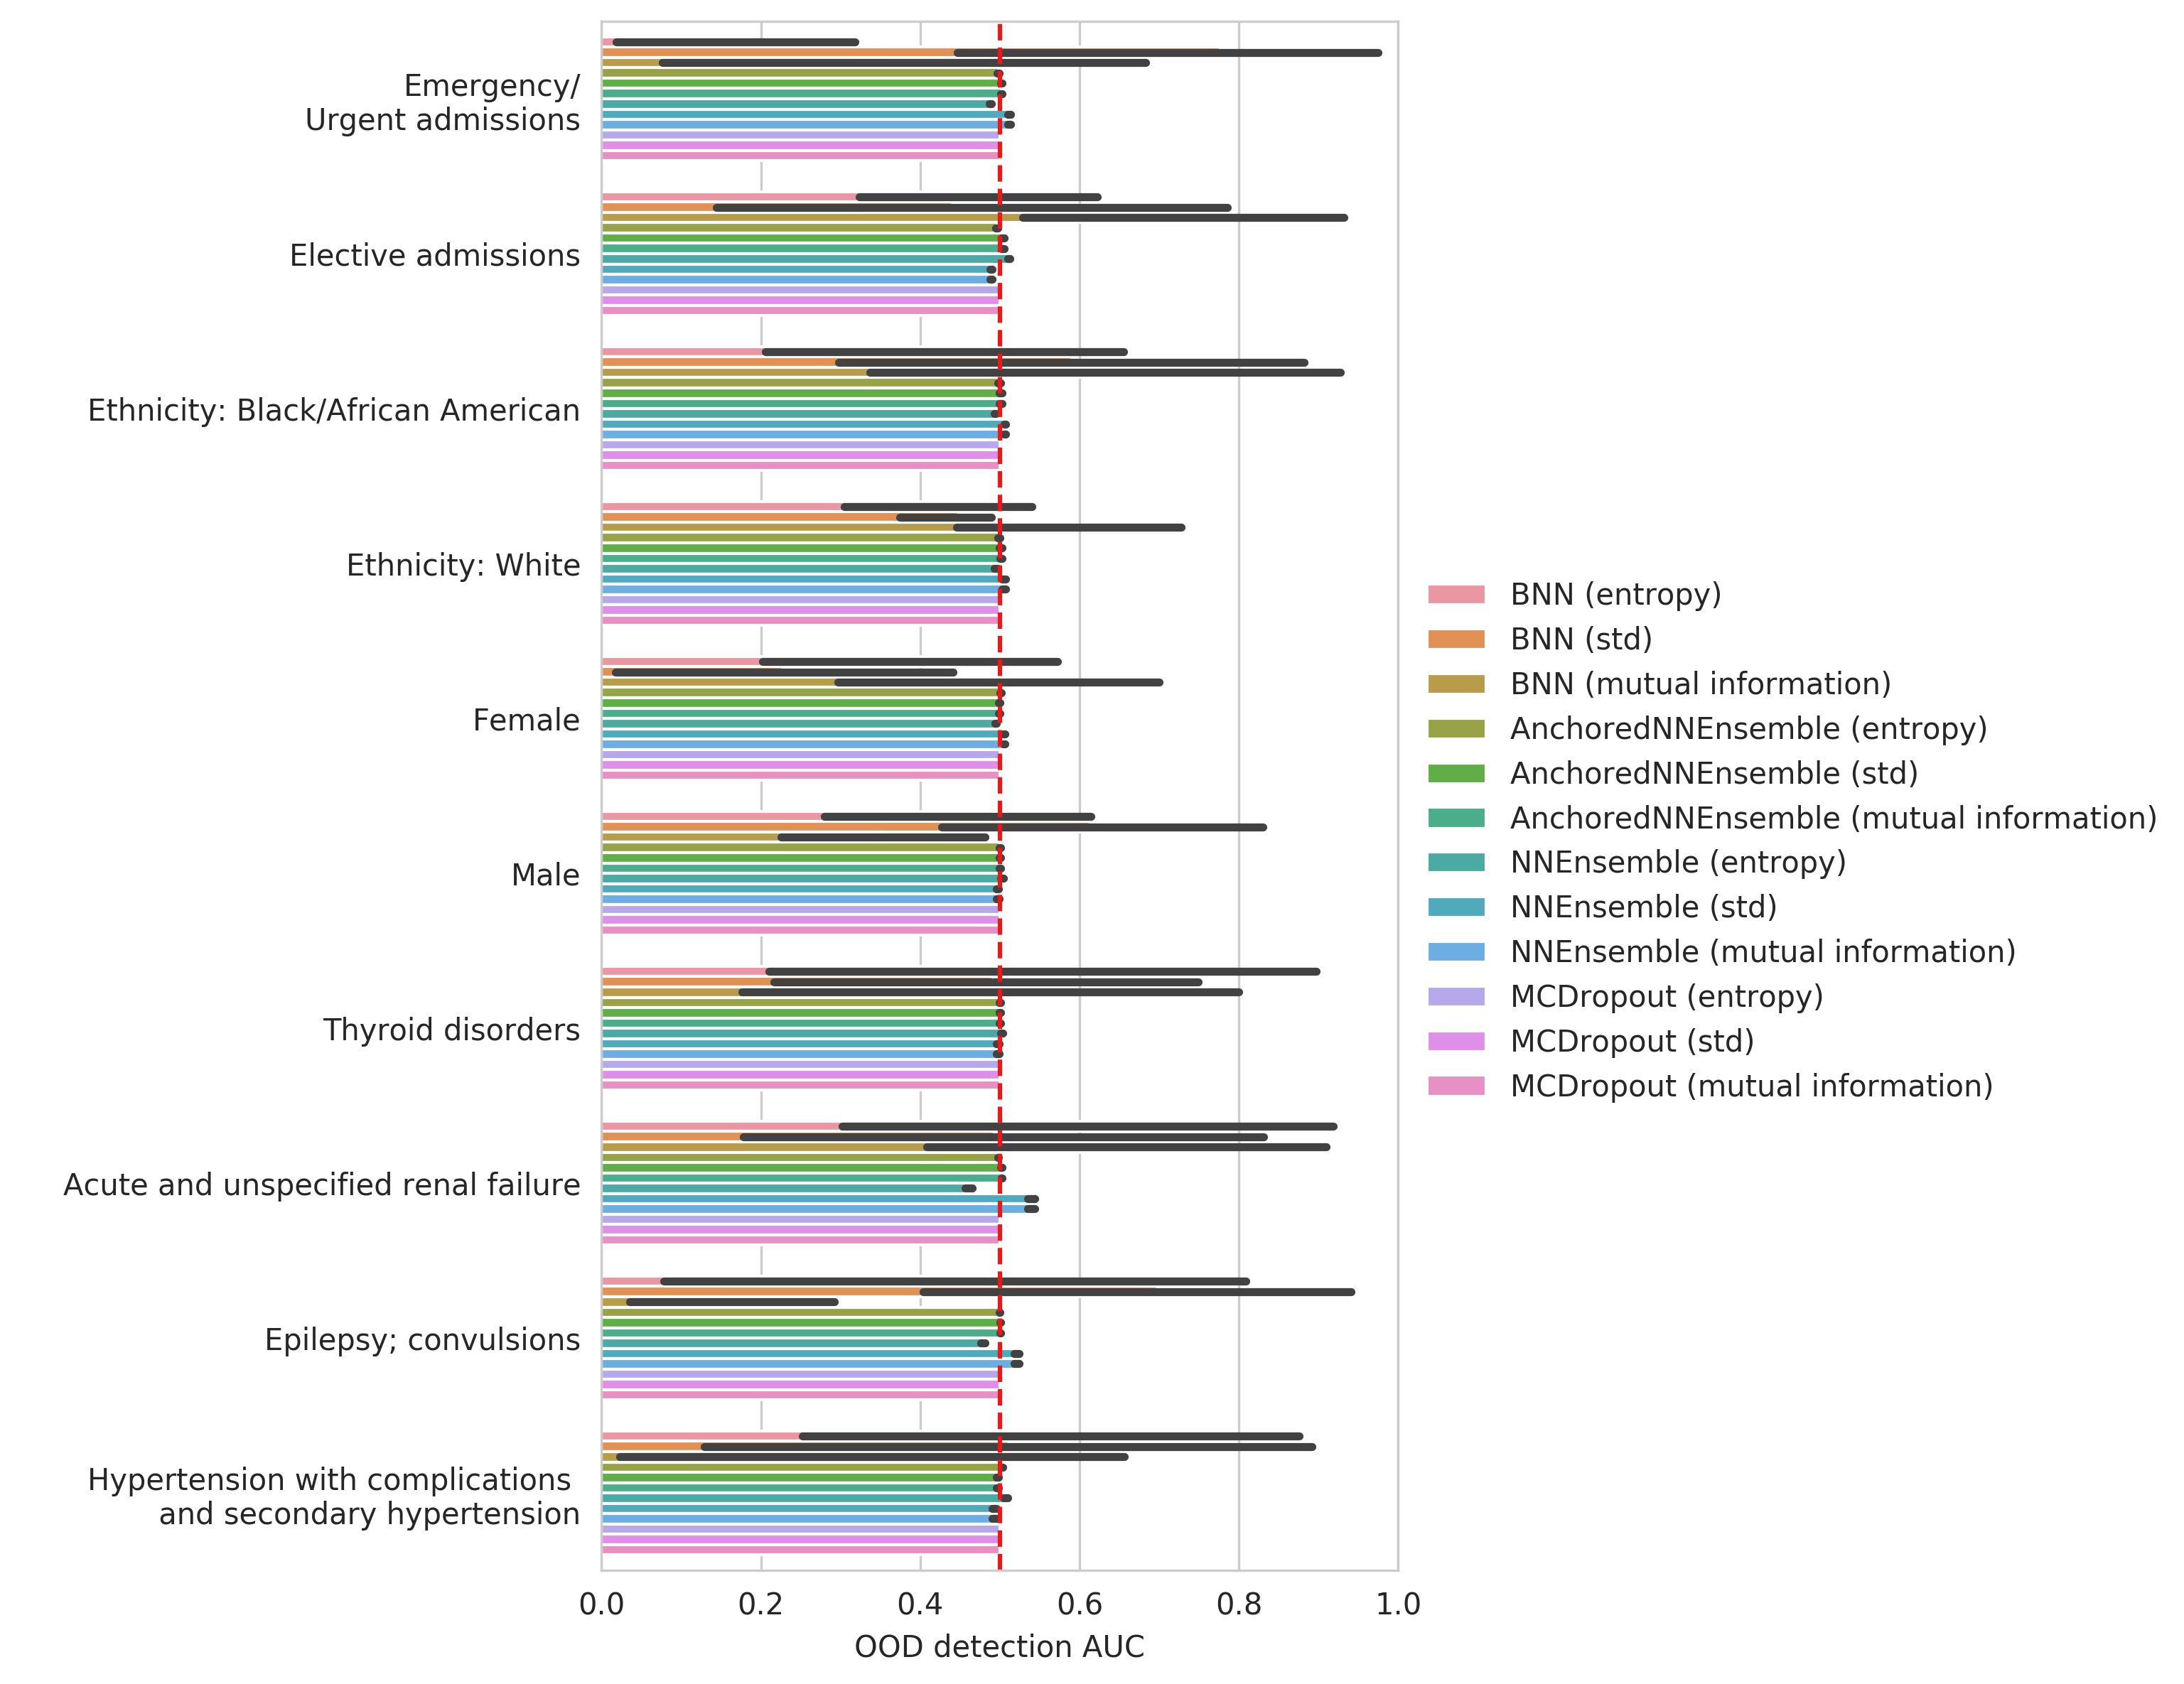 Emergency/
Urgent admissions
Elective admissions
Ethnicity: Black/African American
Ethnicity: White
Female
Male
Thyroid disorders
Acute and unspecified renal failure
Epilepsy; convulsions
Hypertension with complications
and secondary hypertension
0.0 0.2 0.4 0.6 0.8 1.0
OOD detection AUC
BNN (entropy)
BNN (std)
BNN (mutual information)
AnchoredNNEnsemble (entropy)
AnchoredNNEnsemble (std)
AnchoredNNEnsemble (mutual information)
NNEnsemble (entropy)
NNEnsemble (std)
NNEnsemble (mutual information)
MCDropout (entropy)
MCDropout (std)
MCDropout (mutual information)